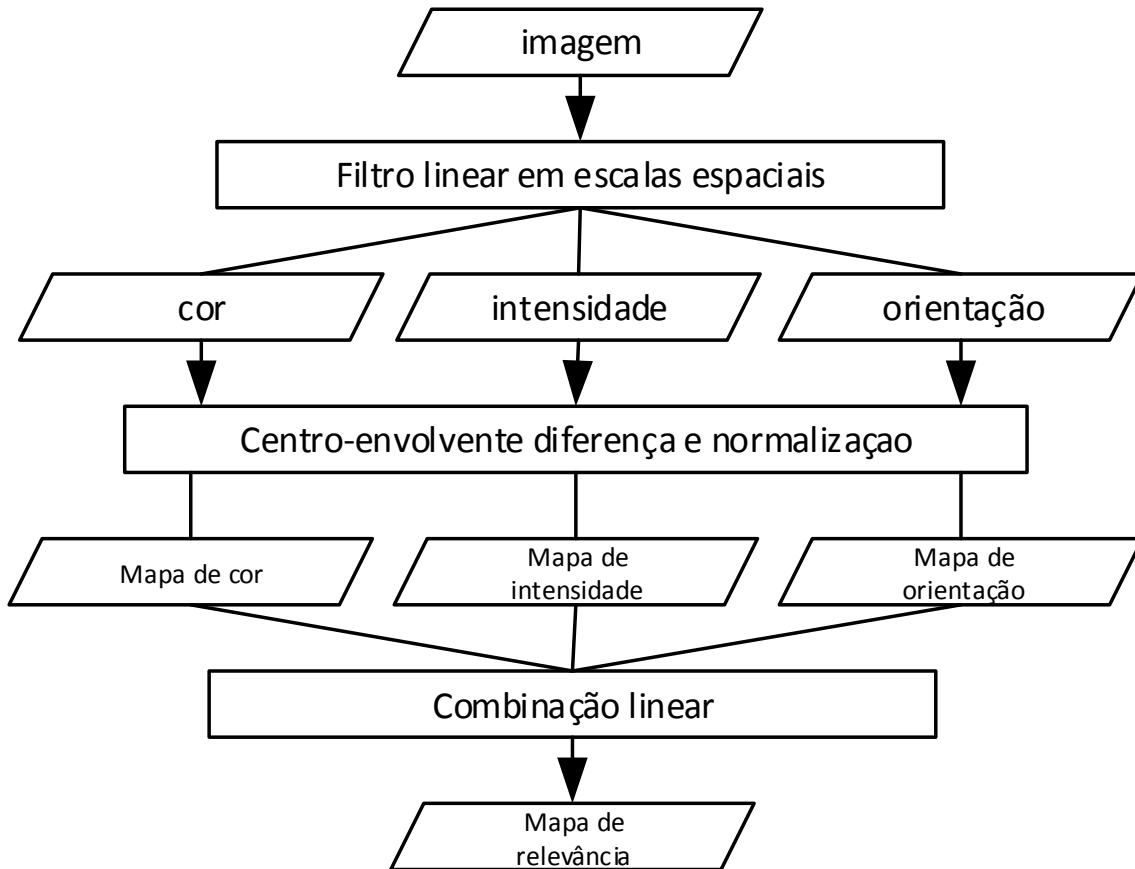 imagem
Filtro linear em escalas espaciais
cor
intensidade
orientação
Centro-envolvente diferença e normalizaçao
Mapa de cor
Mapa de
intensidade
Mapa de
orientação
Combinação linear
Mapa de
relevância